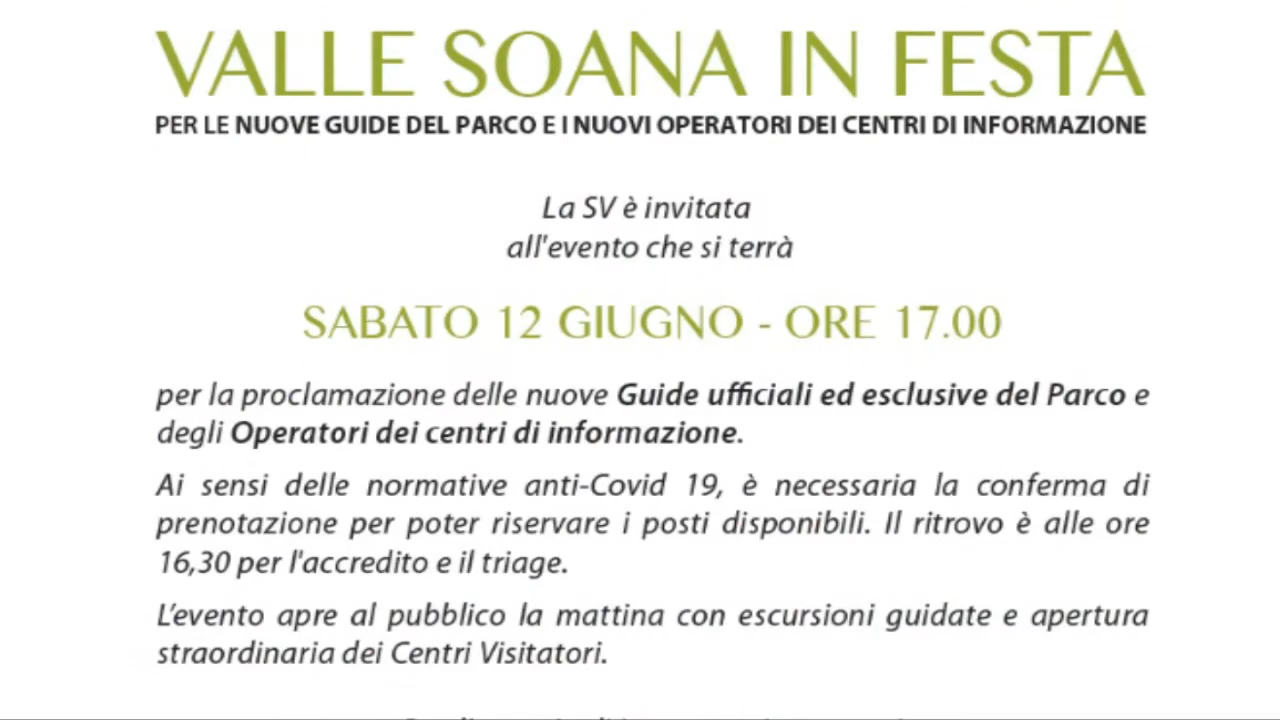 VALLE SOANA IN FESTA
PER LE NUOVE GUIDE DEL PARCO E I NUOVI OPERATORI DEI CENTRI DI INFORMAZIONE
La SV è invitata
all'evento che si terrà
SABATO 12 GIUGNO - ORE 17.00
per la proclamazione delle nuove Guide ufficiali ed esclusive del Parco e
degli Operatori dei centri di informazione.
Ai sensi delle normative anti-Covid 19, è necessaria la conferma di
prenotazione per poter riservare i posti disponibili. Il ritrovo è alle ore
16,30 per l'accredito e il triage.
L’evento apre al pubblico la mattina con escursioni guidate e apertura
straordinaria dei Centri Visitatori.